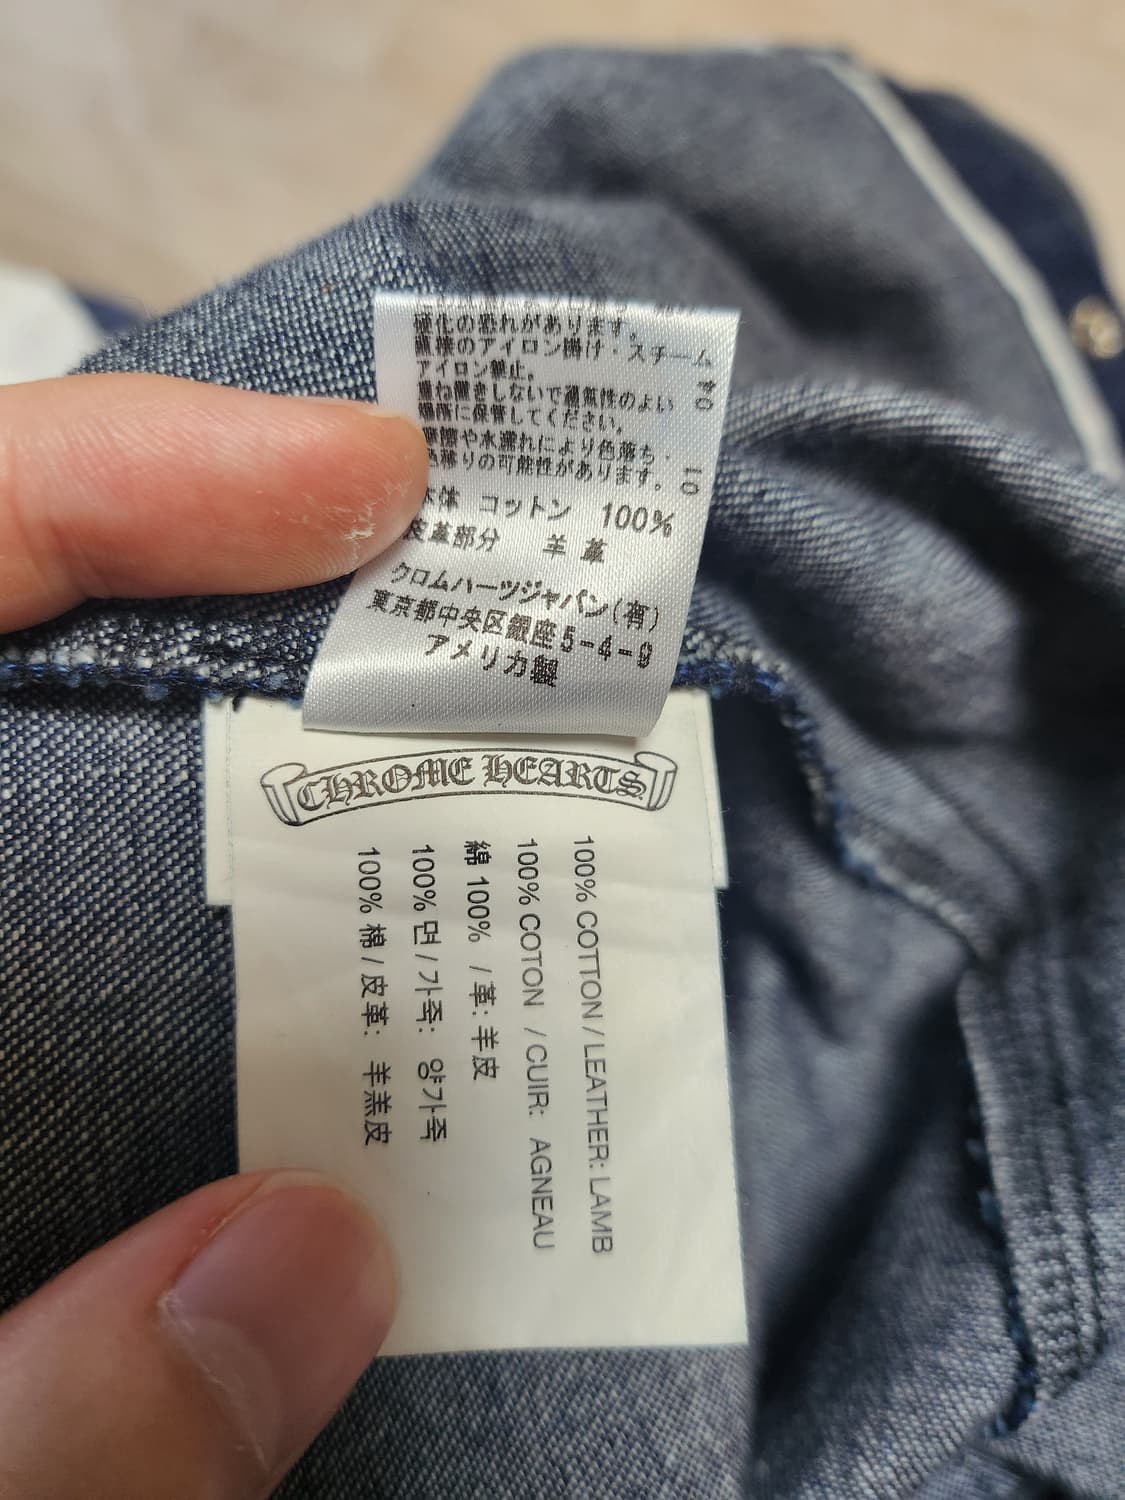 硬化の恐れがあります。
直接のアイロン掛け・スチーム
アイロン禁止。
重ね置きをしないで通気性のよい
場所に保管してください。
摩擦や水濡れにより色落ち・
色移りの可能性があります。
本体 コットン 100%
皮革部分 羊革
クロムハーツジャパン(有)
東京都中央区銀座5-4-9
アメリカ製
CHROME HEARTS
100% COTTON / LEATHER: LAMB
100% COTON / CUIR: AGNEAU
綿 100% / 革: 羊皮
100% 면 / 가죽: 양가죽
100% 棉 / 皮革: 羊羔皮